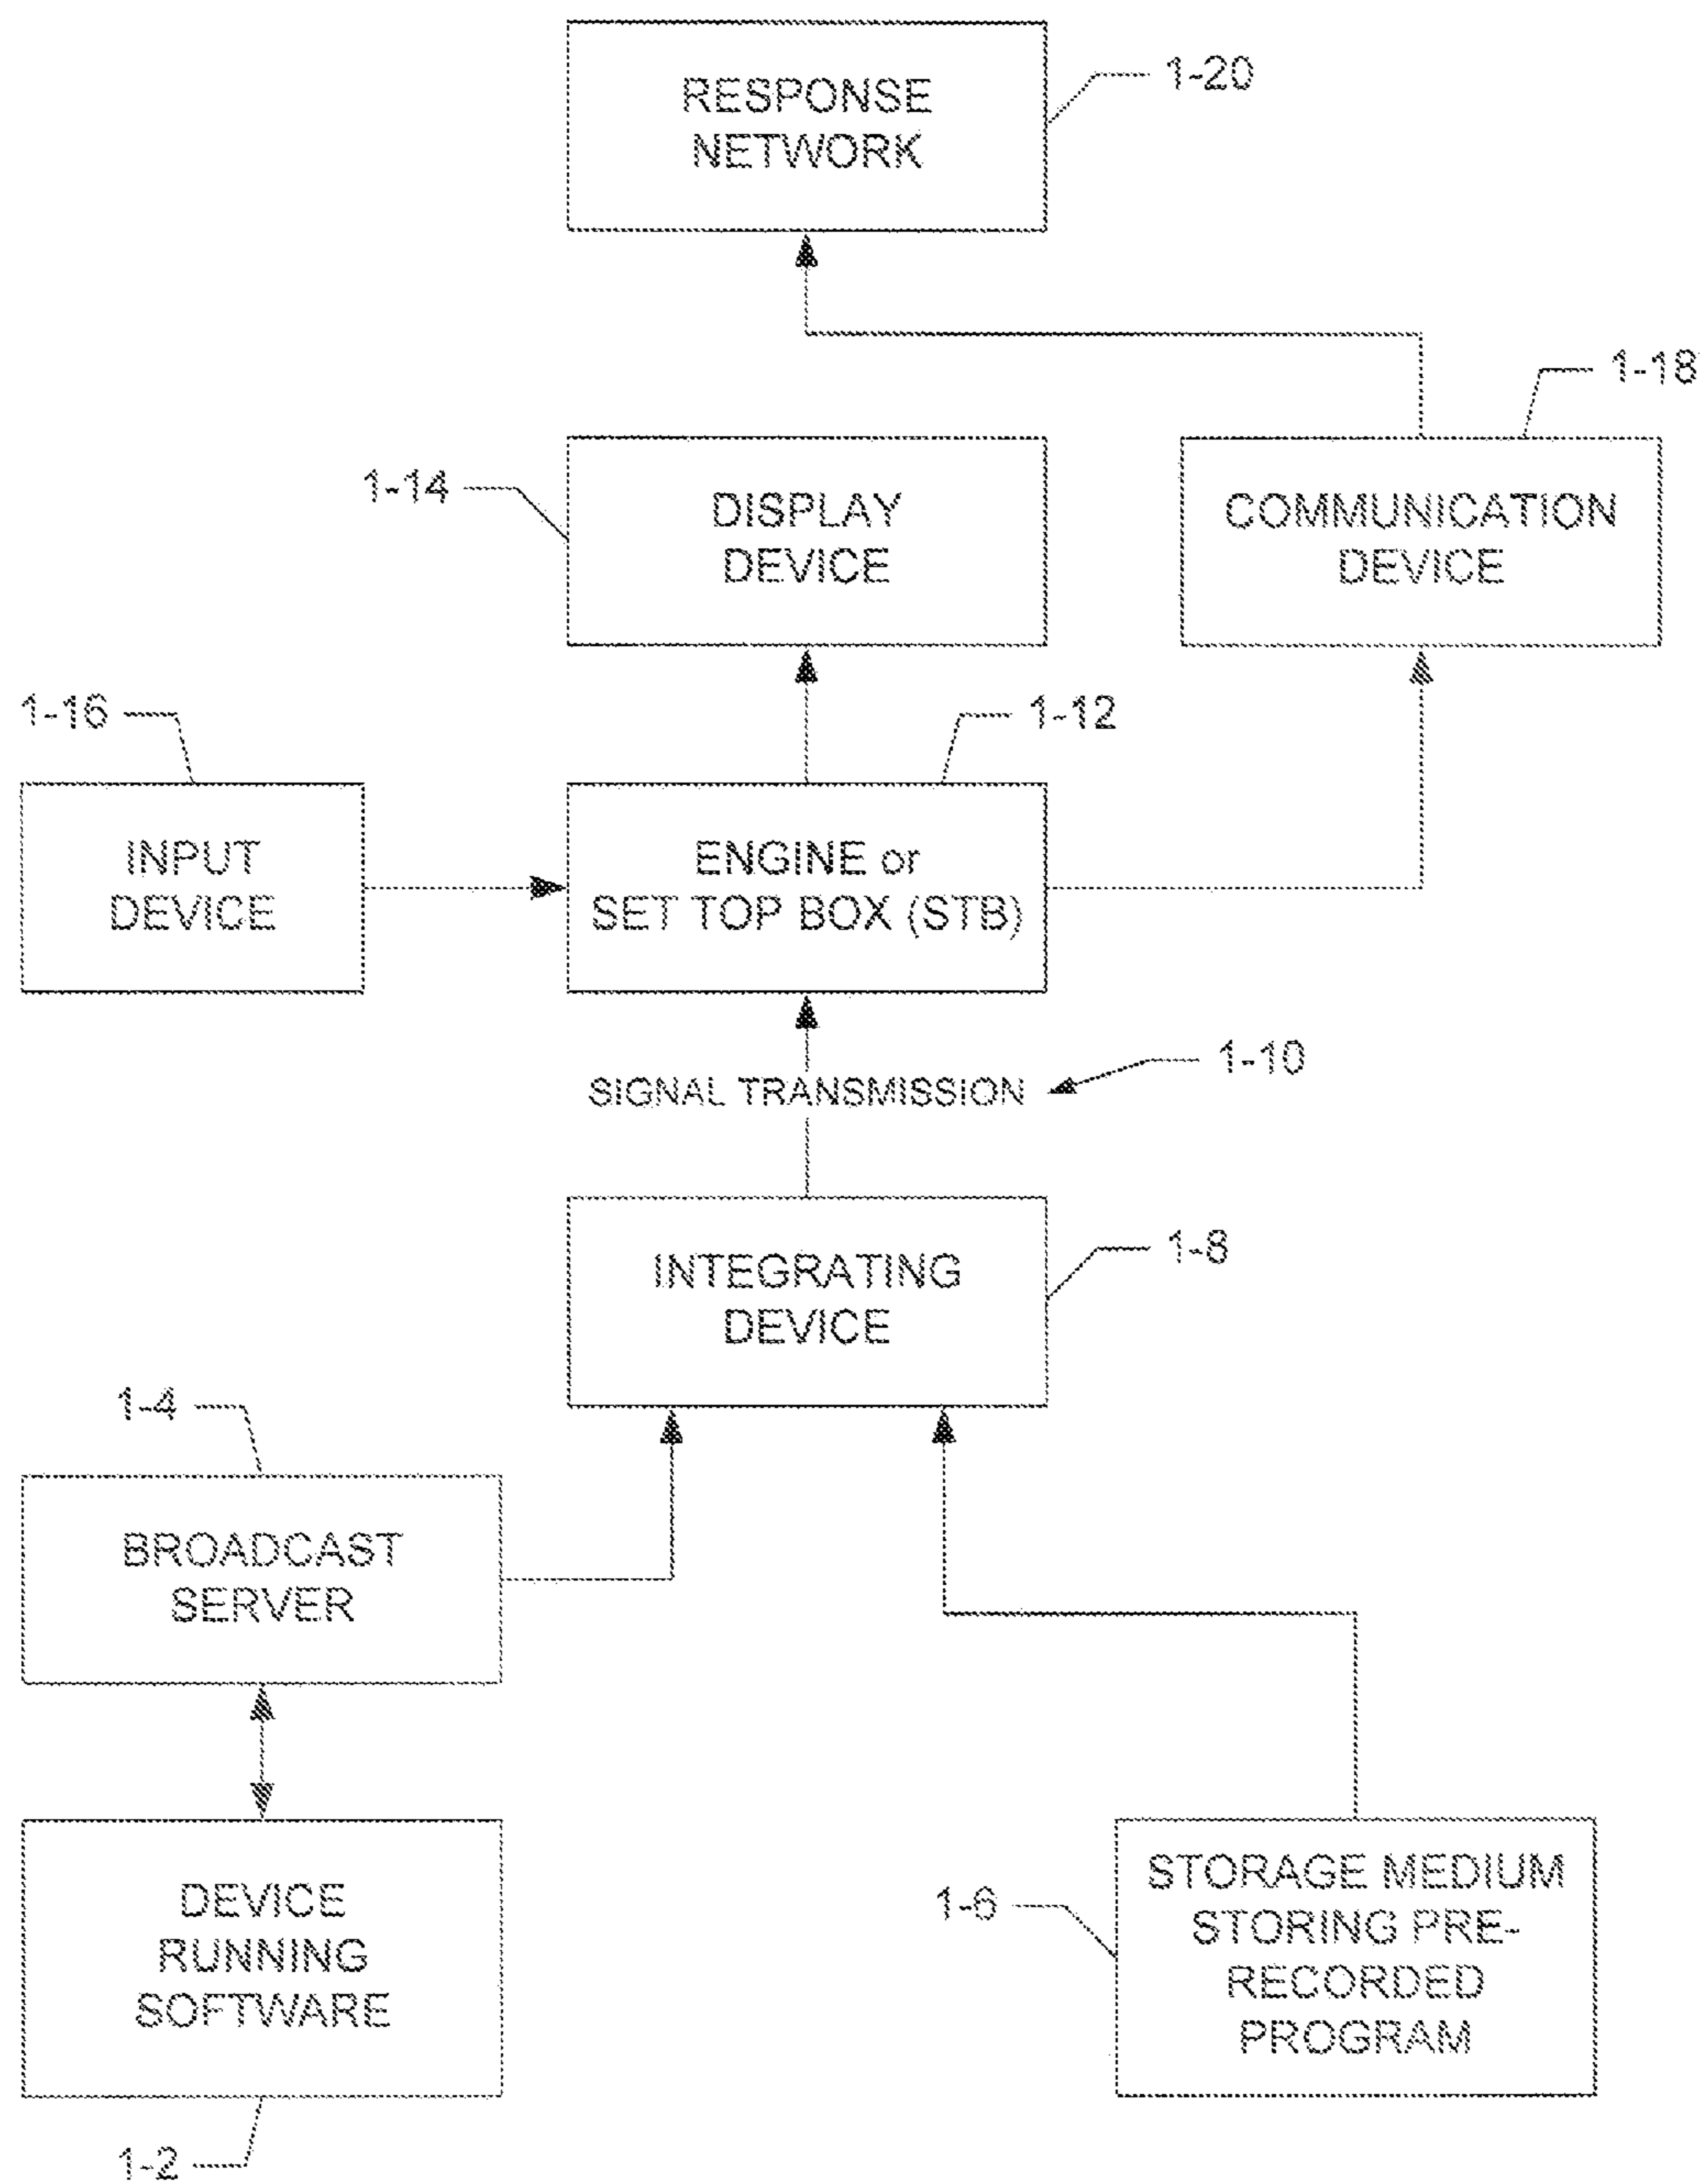 RESPONSE
NETWORK
1-20
1-18
1-14
DISPLAY
DEVICE
COMMUNICATION
DEVICE
1-16
1-12
INPUT
DEVICE
ENGINE or
SET TOP BOX (STB)
1-10
SIGNAL TRANSMISSION
INTEGRATING
DEVICE
1-8
1-4
BROADCAST
SERVER
DEVICE
RUNNING
SOFTWARE
1-6
STORAGE MEDIUM
STORING PRE-
RECORDED
PROGRAM
1-2